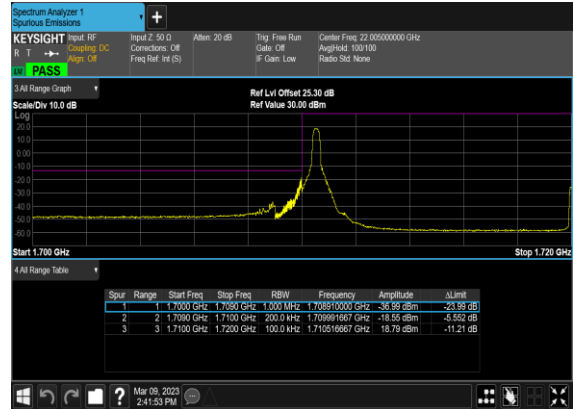 Spectrum Analyzer 1
Spurious Emissions
+
KEYSIGHT Input: RF Input Z: 50 Ω Atten: 20 dB Trig: Free Run Center Freq: 22.005000000 GHz
R T Coupling: DC Corrections: Off Gate: Off Avg|Hold: 100/100
Align: Off Freq Ref: Int (S) IF Gain: Low Radio Std: None
PASS
3 All Range Graph
Ref Lvl Offset 25.30 dB
Scale/Div 10.0 dB Ref Value 30.00 dBm
Log
20.0
10.0
0.00
-10.0
-20.0
-30.0
-40.0
-50.0
-60.0
Start 1.700 GHz Stop 1.720 GHz
4 All Range Table
Spur Range Start Freq Stop Freq RBW Frequency Amplitude ΔLimit
1 1 1.7000 GHz 1.7090 GHz 1.000 MHz 1.708910000 GHz -36.99 dBm -23.99 dB
2 2 1.7090 GHz 1.7100 GHz 200.0 kHz 1.709991667 GHz -18.55 dBm -5.552 dB
3 3 1.7100 GHz 1.7200 GHz 100.0 kHz 1.710516667 GHz 18.79 dBm -11.21 dB
?
Mar 09, 2023
2:41:53 PM